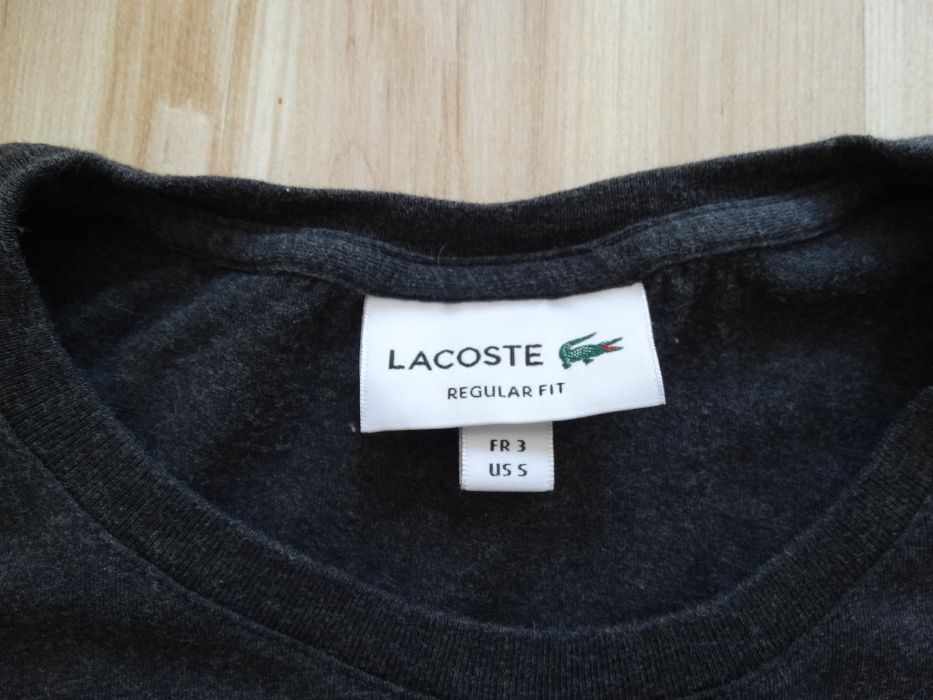 LACOSTE
REGULAR FIT
FR 3
US S